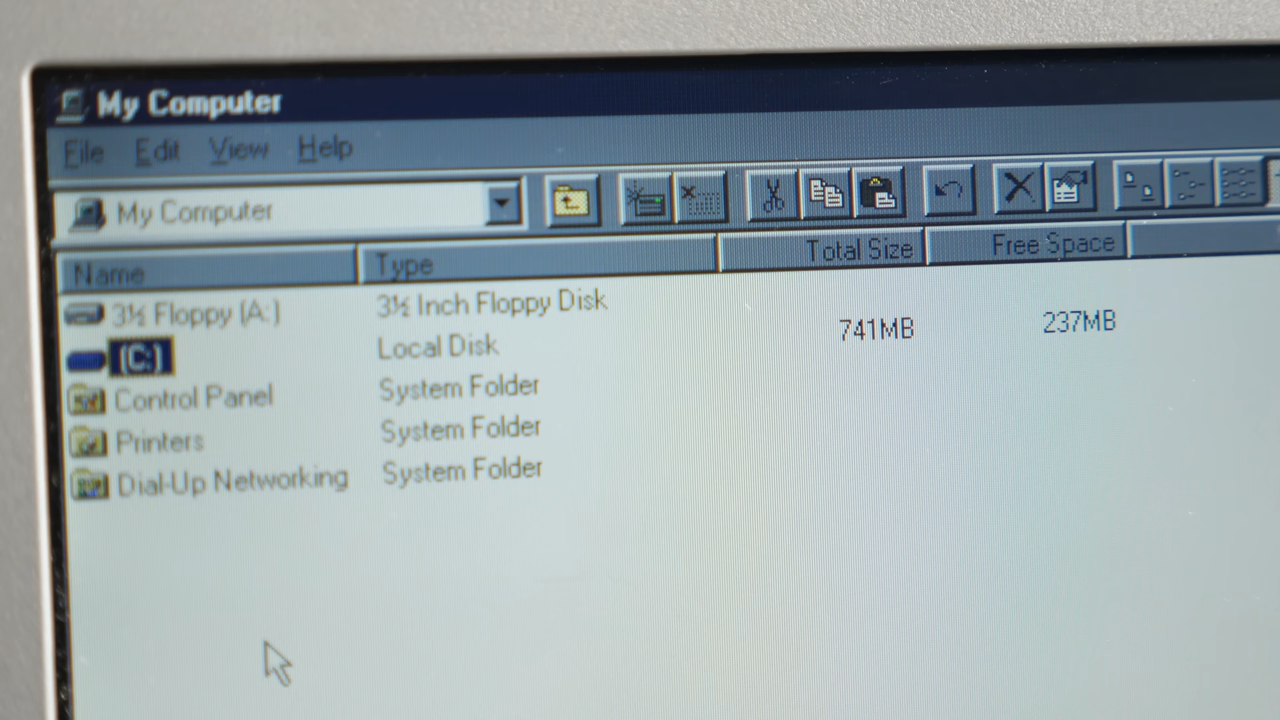 My Computer
File Edit View Help
My Computer
Name Type Total Size Free Space
3½ Floppy (A:) 3½ Inch Floppy Disk
(C:) Local Disk 741MB 237MB
Control Panel System Folder
Printers System Folder
Dial-Up Networking System Folder